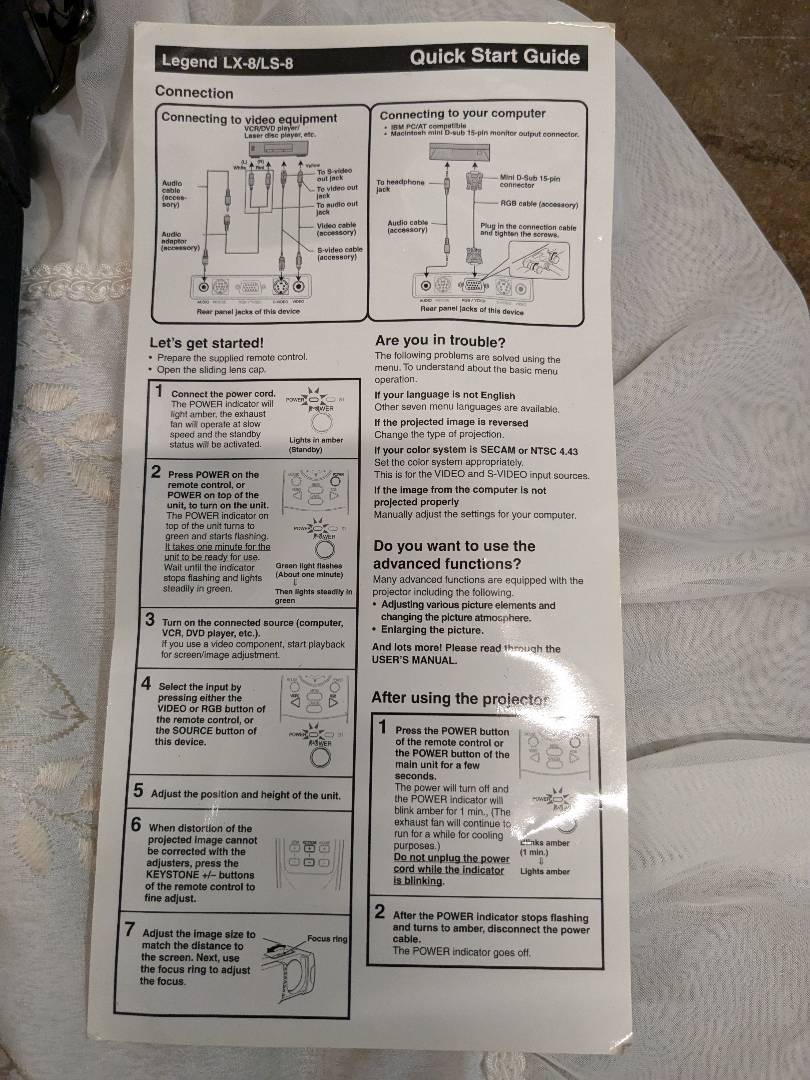 Legend LX-8/LS-8
Quick Start Guide
Connection
Connecting to video equipment
VCR/DVD player/
Laser disc player, etc.
(L)
White
(R)
Red
Yellow
To S-video
out jack
To video out
jack
To audio out
jack
Audio
cable
(acces-
sory)
Audio
adaptor
(accessory)
Video cable
(accessory)
S-video cable
(accessory)
AUDIO
S-VIDEO
VIDEO
Rear panel jacks of this device
Connecting to your computer
• IBM PC/AT compatible
• Macintosh mini D-sub 15-pin monitor output connector.
To headphone
jack
Mini D-Sub 15-pin
connector
RGB cable (accessory)
Audio cable
(accessory)
Plug in the connection cable
and tighten the screws.
AUDIO
Rear panel jacks of this device
Let's get started!
• Prepare the supplied remote control.
• Open the sliding lens cap.
1 Connect the power cord.
The POWER indicator will
light amber, the exhaust
fan will operate at slow
speed and the standby
status will be activated.
POWER
Lights in amber
(Standby)
2 Press POWER on the
remote control, or
POWER on top of the
unit, to turn on the unit.
The POWER indicator on
top of the unit turns to
green and starts flashing.
It takes one minute for the
unit to be ready for use.
Wait until the indicator
stops flashing and lights
steadily in green.
POWER
Green light flashes
(About one minute)
⇓
Then lights steadily in
green
3 Turn on the connected source (computer,
VCR, DVD player, etc.).
If you use a video component, start playback
for screen/image adjustment.
4 Select the input by
pressing either the
VIDEO or RGB button of
the remote control, or
the SOURCE button of
this device.
POWER
5 Adjust the position and height of the unit.
6 When distortion of the
projected image cannot
be corrected with the
adjusters, press the
KEYSTONE +/– buttons
of the remote control to
fine adjust.
7 Adjust the image size to
match the distance to
the screen. Next, use
the focus ring to adjust
the focus.
Focus ring
Are you in trouble?
The following problems are solved using the
menu. To understand about the basic menu
operation.
If your language is not English
Other seven menu languages are available.
If the projected image is reversed
Change the type of projection.
If your color system is SECAM or NTSC 4.43
Set the color system appropriately.
This is for the VIDEO and S-VIDEO input sources.
If the image from the computer is not
projected properly
Manually adjust the settings for your computer.
Do you want to use the
advanced functions?
Many advanced functions are equipped with the
projector including the following.
• Adjusting various picture elements and
changing the picture atmosphere.
• Enlarging the picture.
And lots more! Please read through the
USER'S MANUAL.
After using the projector
1 Press the POWER button
of the remote control or
the POWER button of the
main unit for a few
seconds.
The power will turn off and
the POWER indicator will
blink amber for 1 min., (The
exhaust fan will continue to
run for a while for cooling
purposes.)
Do not unplug the power
cord while the indicator
is blinking.
POWER
Blinks amber
(1 min.)
⇓
Lights amber
2 After the POWER indicator stops flashing
and turns to amber, disconnect the power
cable.
The POWER indicator goes off.